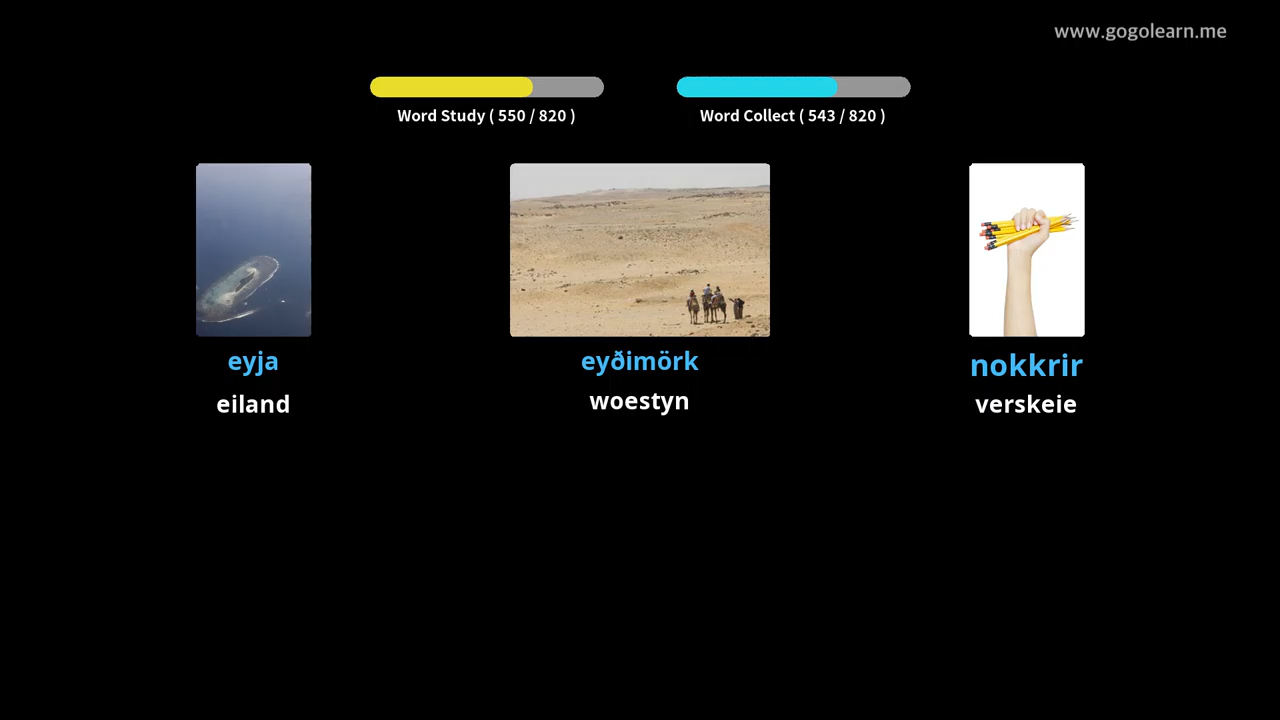 www.gogolearn.me
Word Study ( 550 / 820 )
Word Collect ( 543 / 820 )
eyja
eyðimörk
nokkrir
eiland
woestyn
verskeie